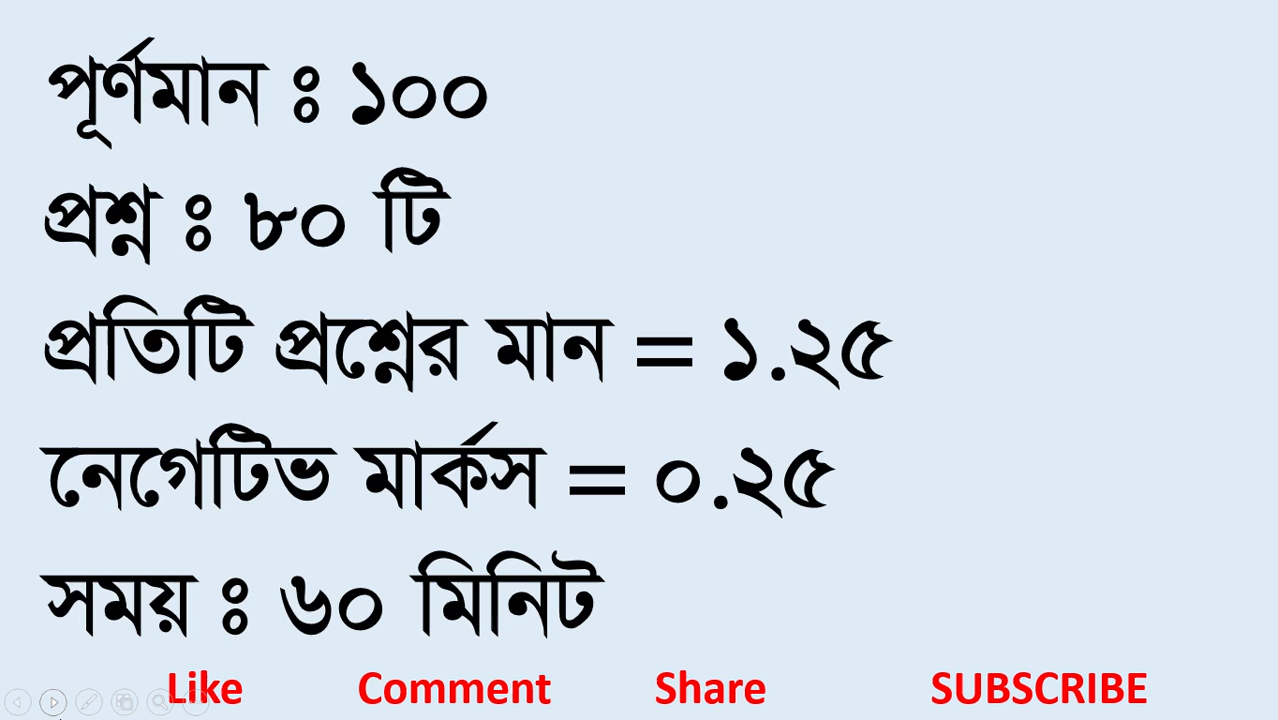 পূর্ণমান ঃ ১০০
প্রশ্ন ঃ ৮০ টি
প্রতিটি প্রশ্নের মান = ১.২৫
নেগেটিভ মার্কস = ০.২৫
সময় ঃ ৬০ মিনিট
Like Comment Share SUBSCRIBE